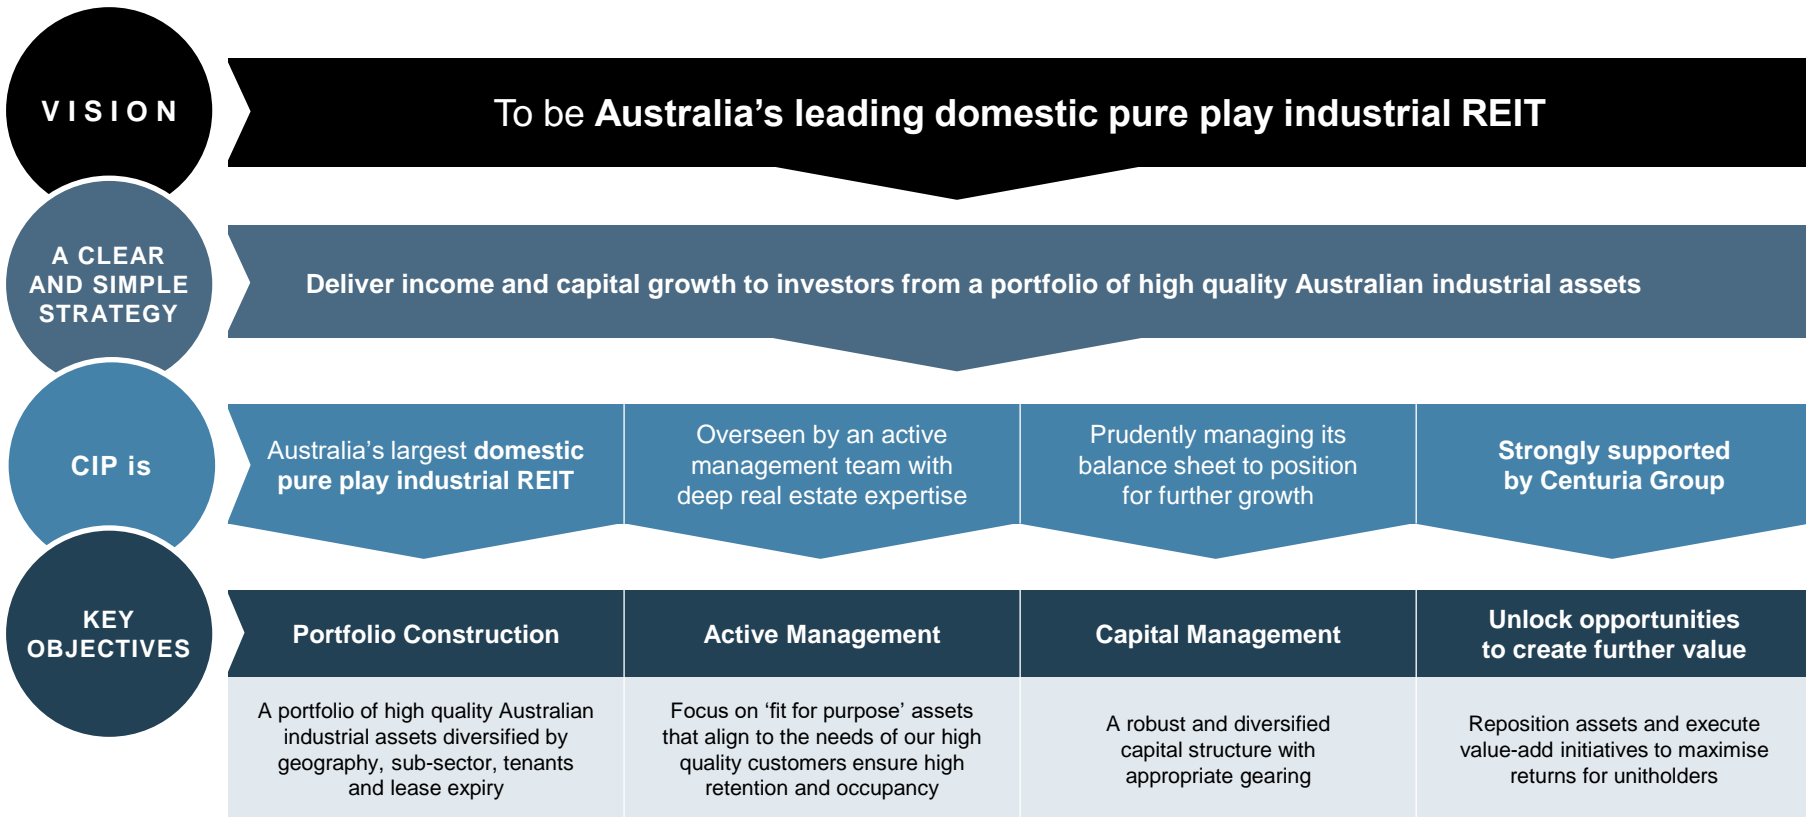 VISION
To be Australia’s leading domestic pure play industrial REIT
A CLEAR
AND SIMPLE
STRATEGY
Deliver income and capital growth to investors from a portfolio of high quality Australian industrial assets
CIP is
Australia’s largest domestic
pure play industrial REIT
Overseen by an active
management team with
deep real estate expertise
Prudently managing its
balance sheet to position
for further growth
Strongly supported
by Centuria Group
KEY
OBJECTIVES
Portfolio Construction
Active Management
Capital Management
Unlock opportunities
to create further value
A portfolio of high quality Australian
industrial assets diversified by
geography, sub-sector, tenants
and lease expiry
Focus on ‘fit for purpose’ assets
that align to the needs of our high
quality customers ensure high
retention and occupancy
A robust and diversified
capital structure with
appropriate gearing
Reposition assets and execute
value-add initiatives to maximise
returns for unitholders